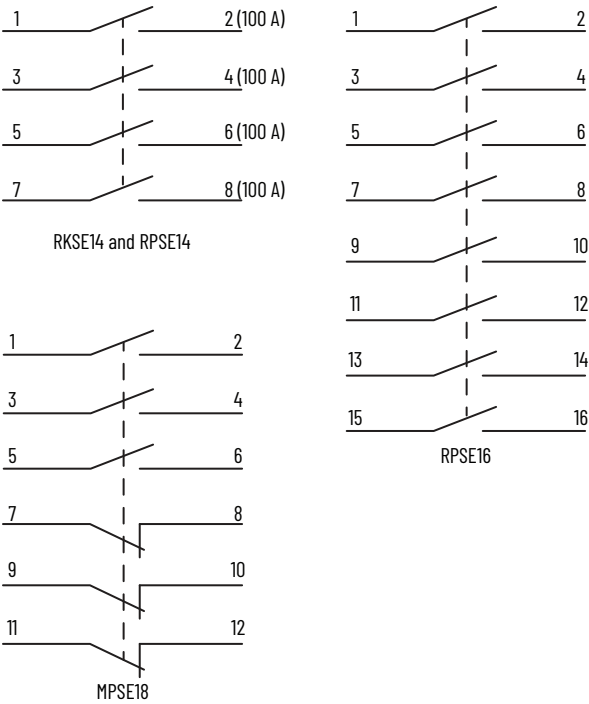 1 2 (100 A)
3 4 (100 A)
5 6 (100 A)
7 8 (100 A)
RKSE14 and RPSE14
1 2
3 4
5 6
7 8
9 10
11 12
13 14
15 16
RPSE16
1 2
3 4
5 6
7 8
9 10
11 12
MPSE18